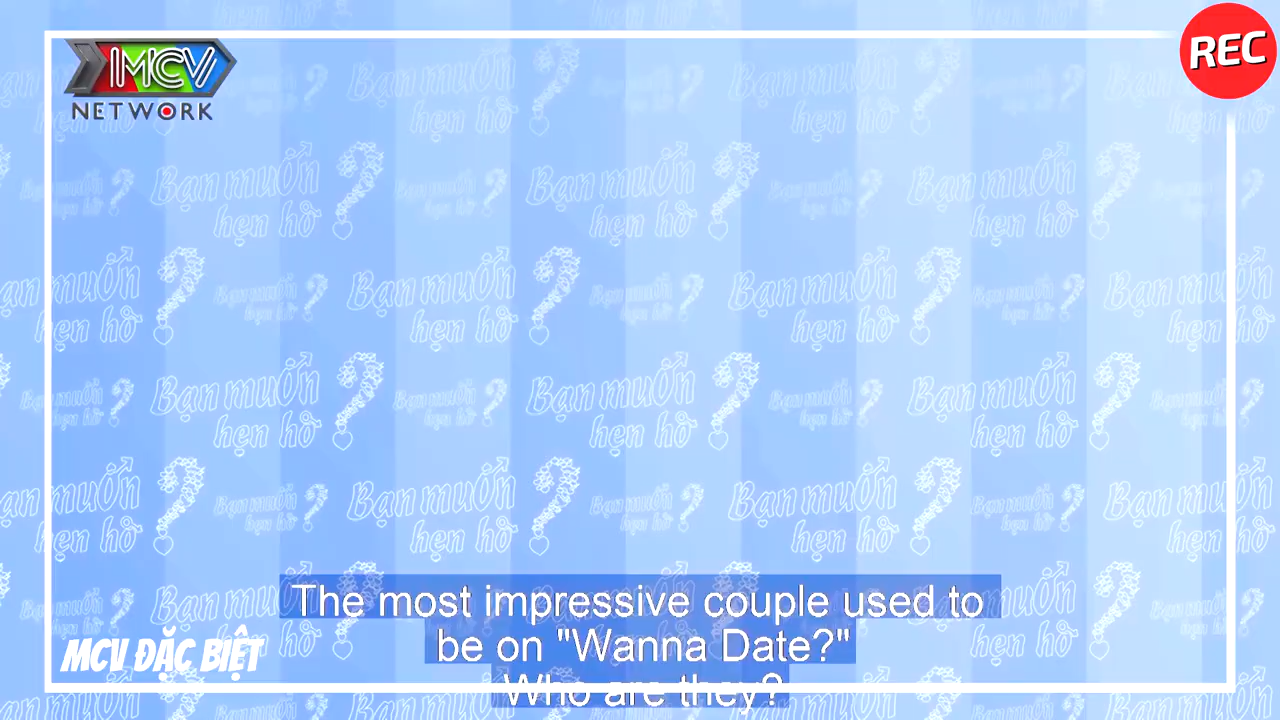 MCV
NETWORK
REC
Bạn muốn
hẹn hò?
The most impressive couple used to
be on "Wanna Date?"
Who are they?
MCV ĐẶC BIỆT